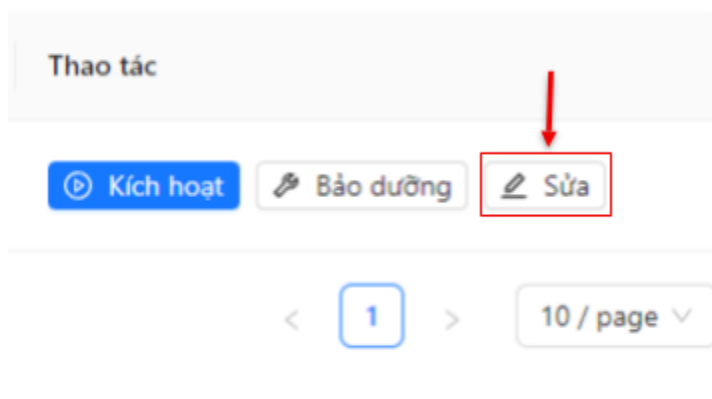 Thao tác
Kích hoạt Bảo dưỡng Sửa
< 1 > 10 / page